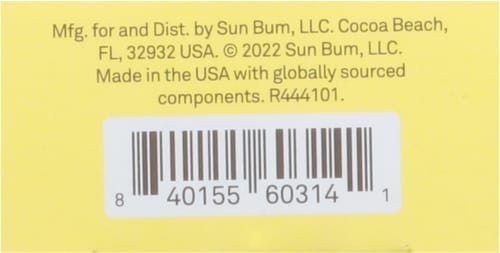 Mfg. for and Dist. by Sun Bum, LLC. Cocoa Beach,
FL, 32932 USA. © 2022 Sun Bum, LLC.
Made in the USA with globally sourced
components. R444101.
8 40155 60314 1